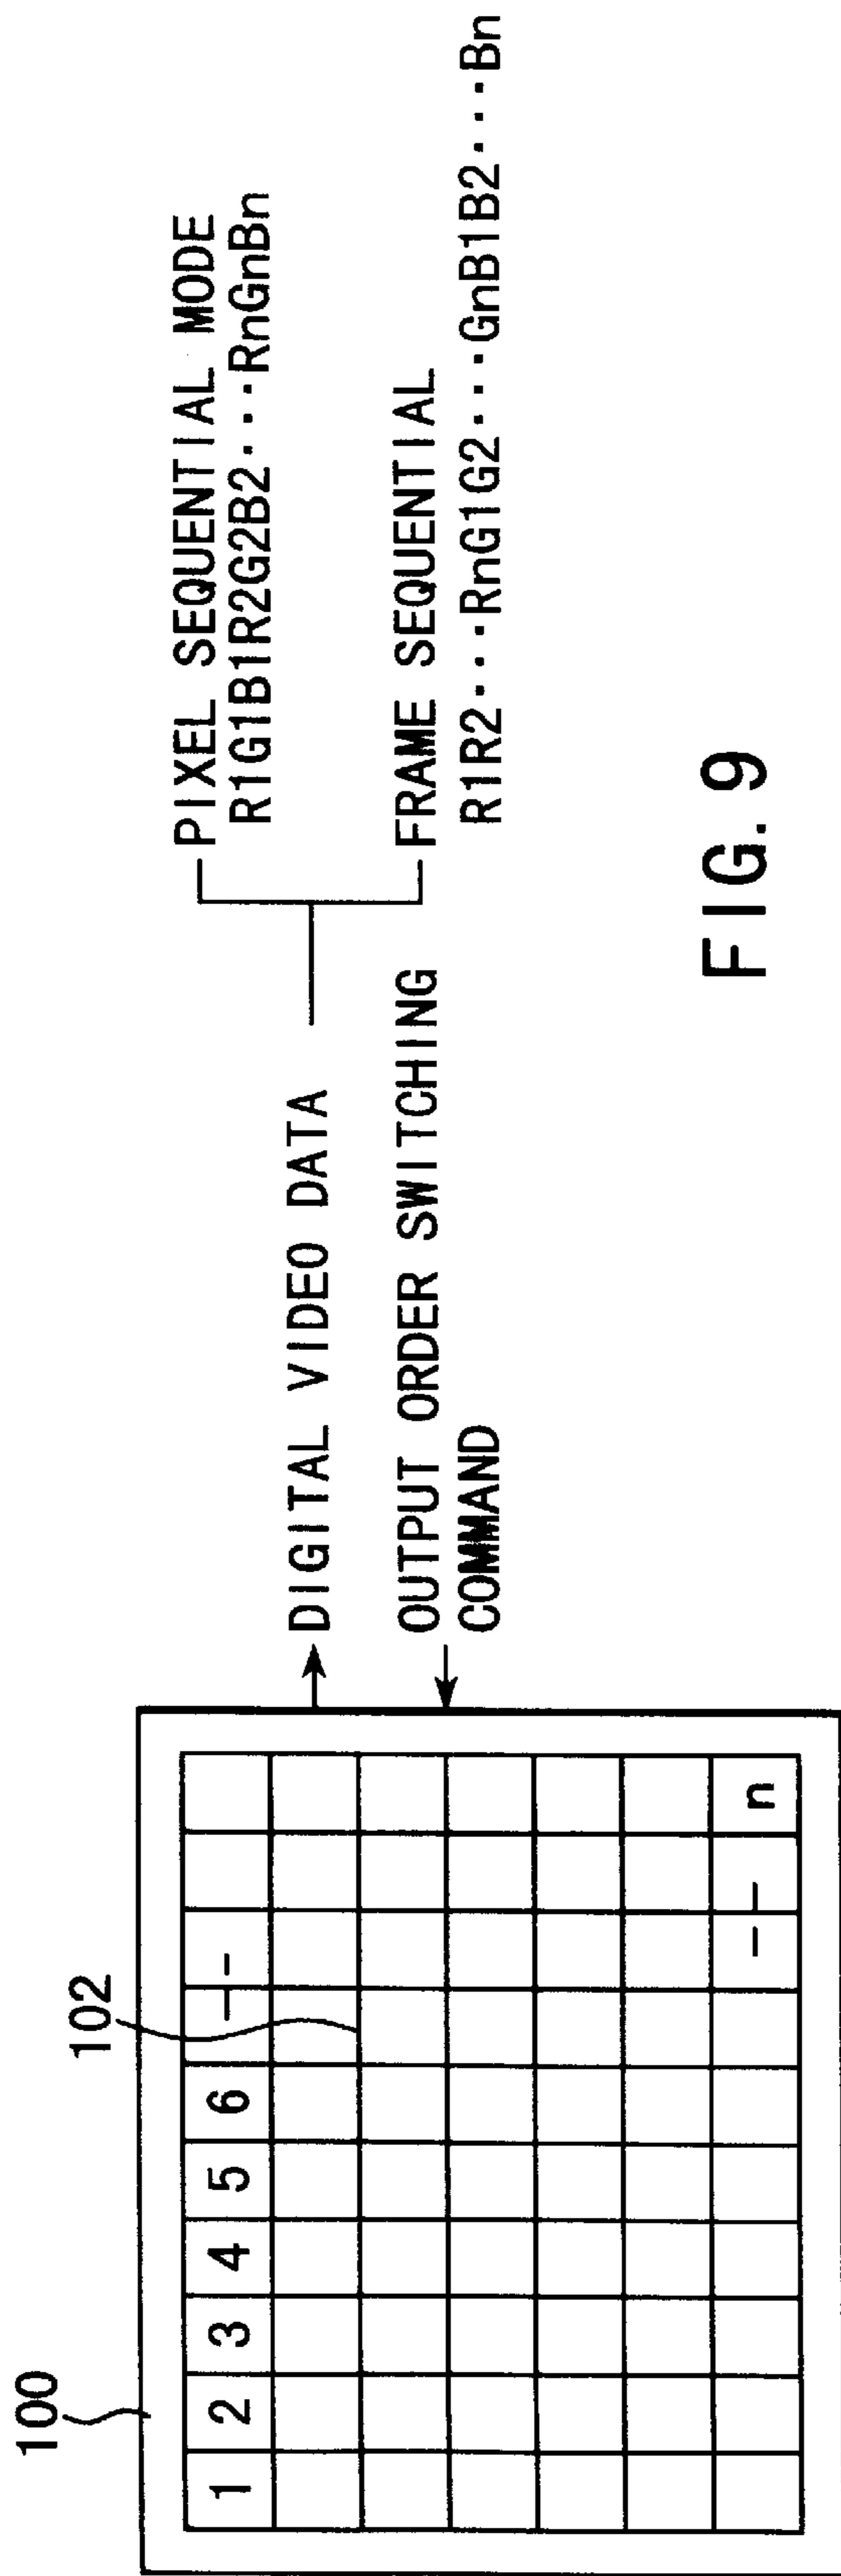 100
102
1 2 3 4 5 6 — -
- — n
DIGITAL VIDEO DATA
OUTPUT ORDER SWITCHING
COMMAND
PIXEL SEQUENTIAL MODE
R1G1B1R2G2B2···RnGnBn
FRAME SEQUENTIAL
R1R2···RnG1G2···GnB1B2···Bn
FIG. 9